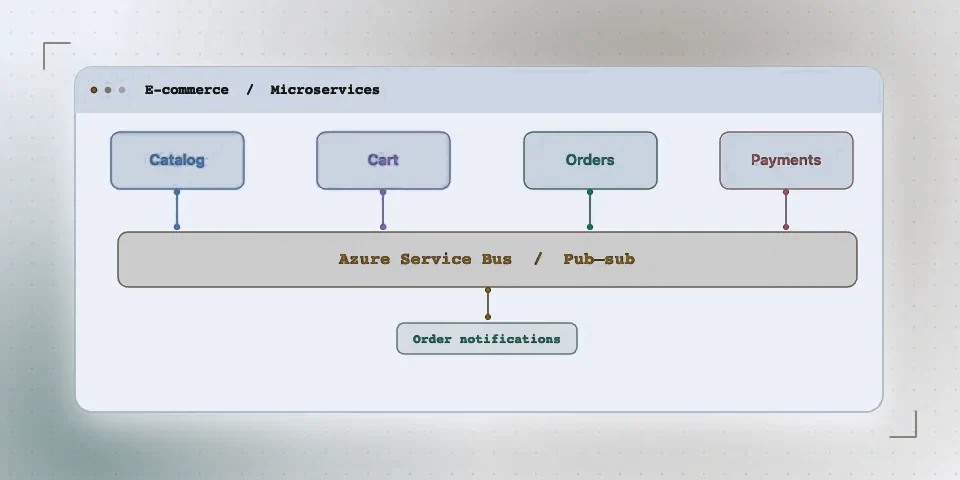 E-commerce / Microservices
Catalog
Cart
Orders
Payments
Azure Service Bus / Pub—sub
Order notifications